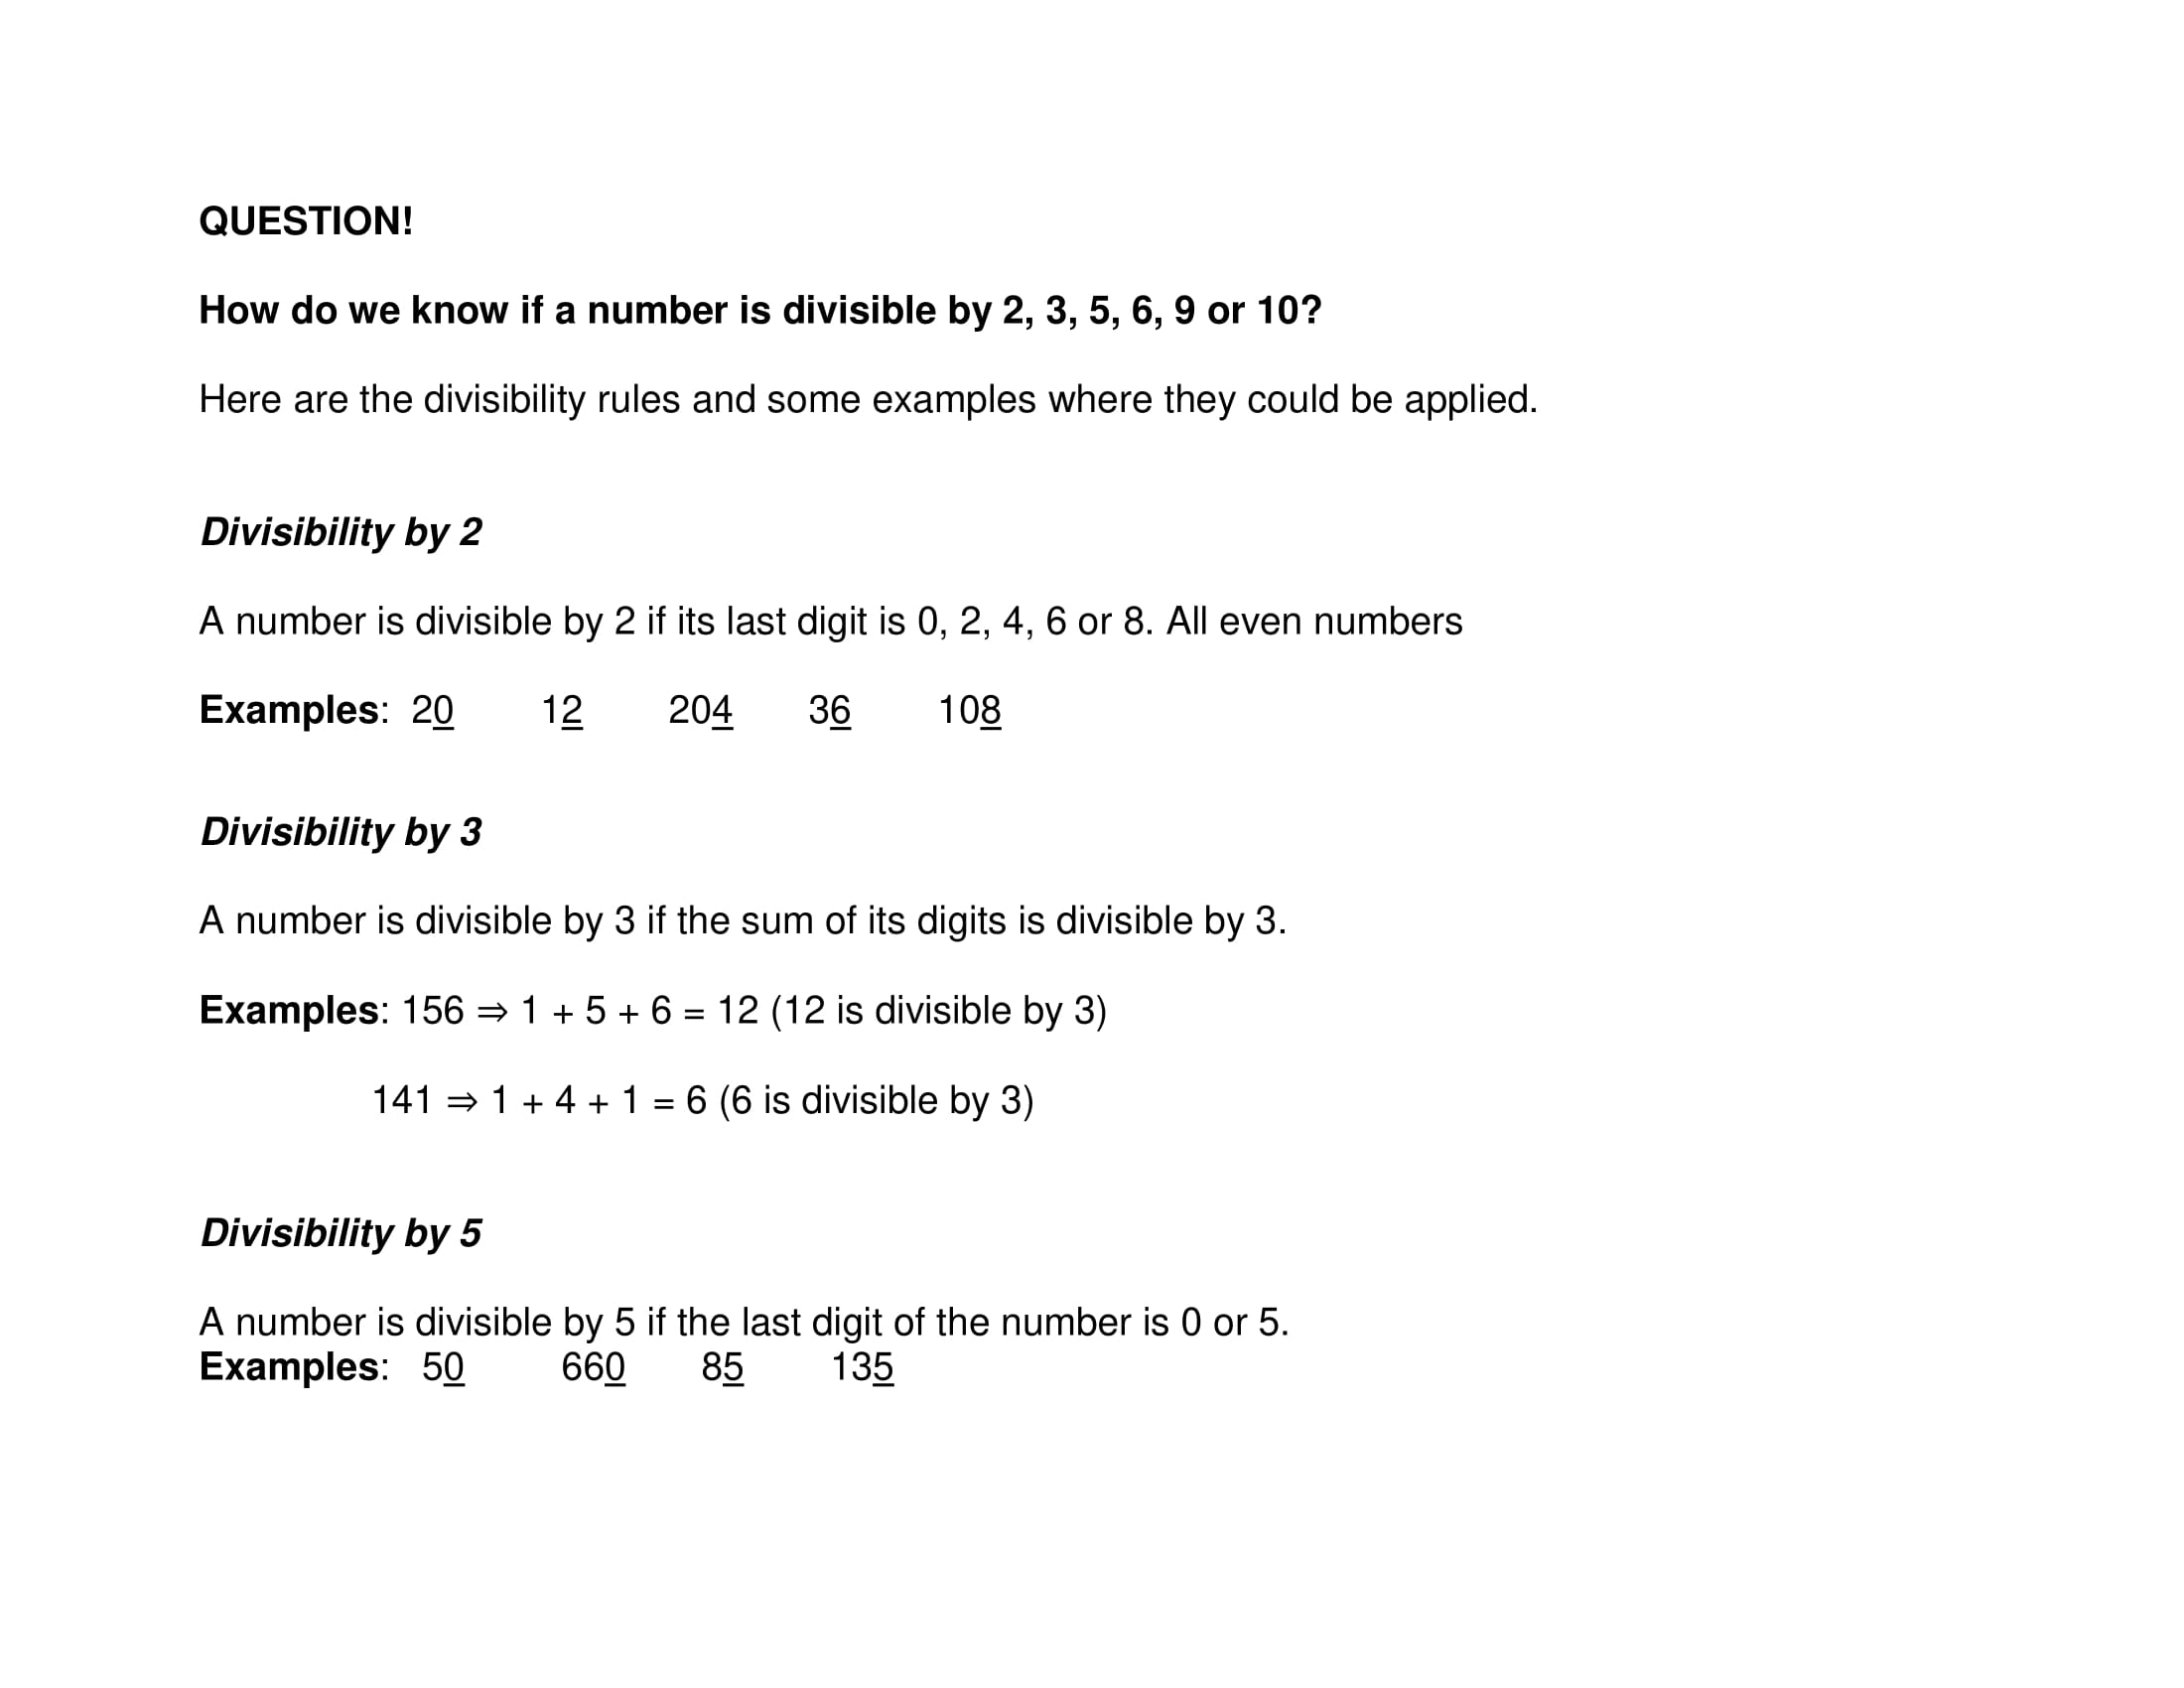 QUESTION!
How do we know if a number is divisible by 2, 3, 5, 6, 9 or 10?
Here are the divisibility rules and some examples where they could be applied.
Divisibility by 2
A number is divisible by 2 if its last digit is 0, 2, 4, 6 or 8. All even numbers
Examples: 20 12 204 36 108
Divisibility by 3
A number is divisible by 3 if the sum of its digits is divisible by 3.
Examples: 156 ⇒ 1 + 5 + 6 = 12 (12 is divisible by 3)
141 ⇒ 1 + 4 + 1 = 6 (6 is divisible by 3)
Divisibility by 5
A number is divisible by 5 if the last digit of the number is 0 or 5.
Examples: 50 660 85 135